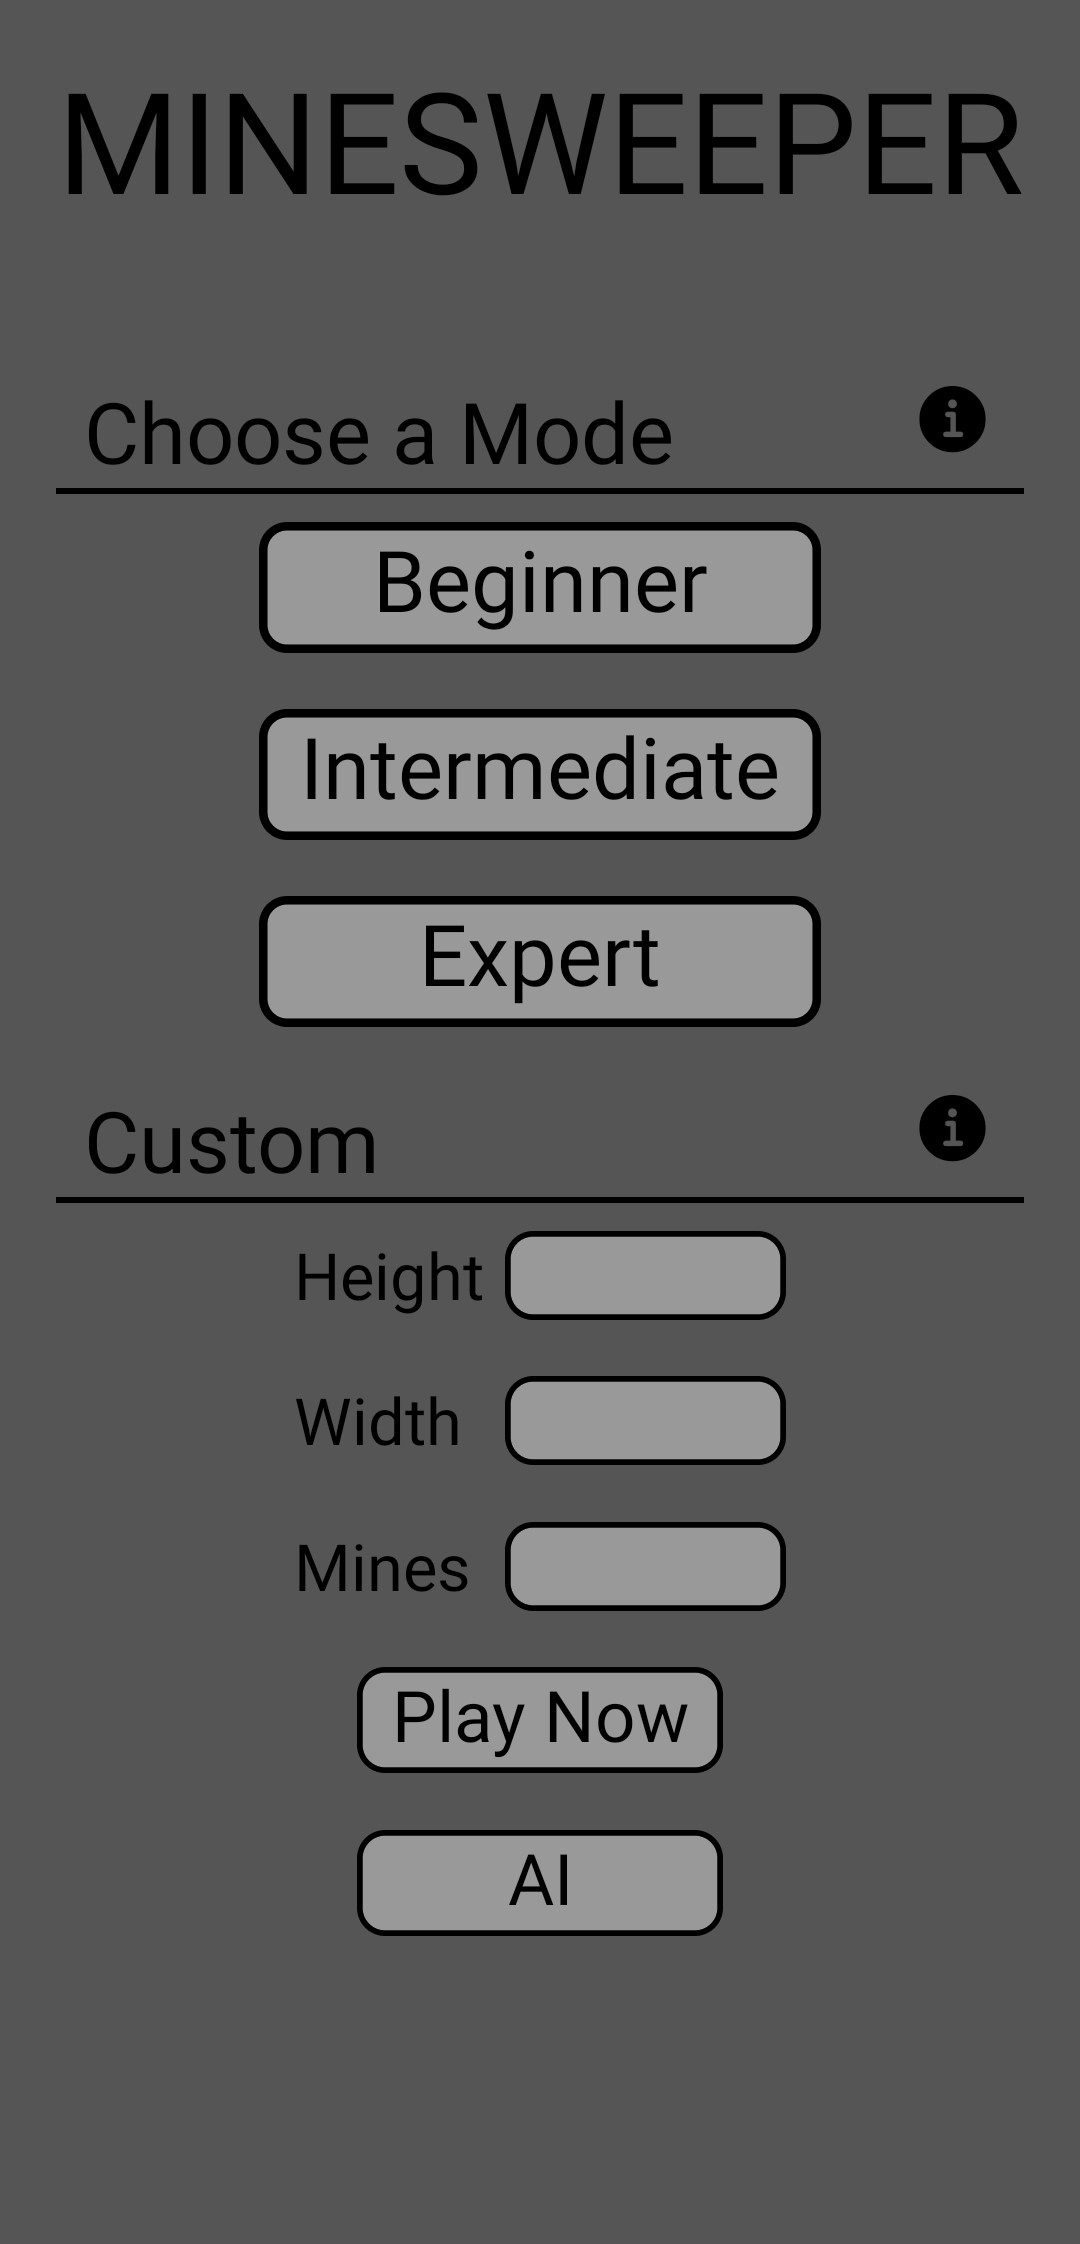 MINESWEEPER
Choose a Mode
Beginner
Intermediate
Expert
Custom
Height
Width
Mines
Play Now
AI